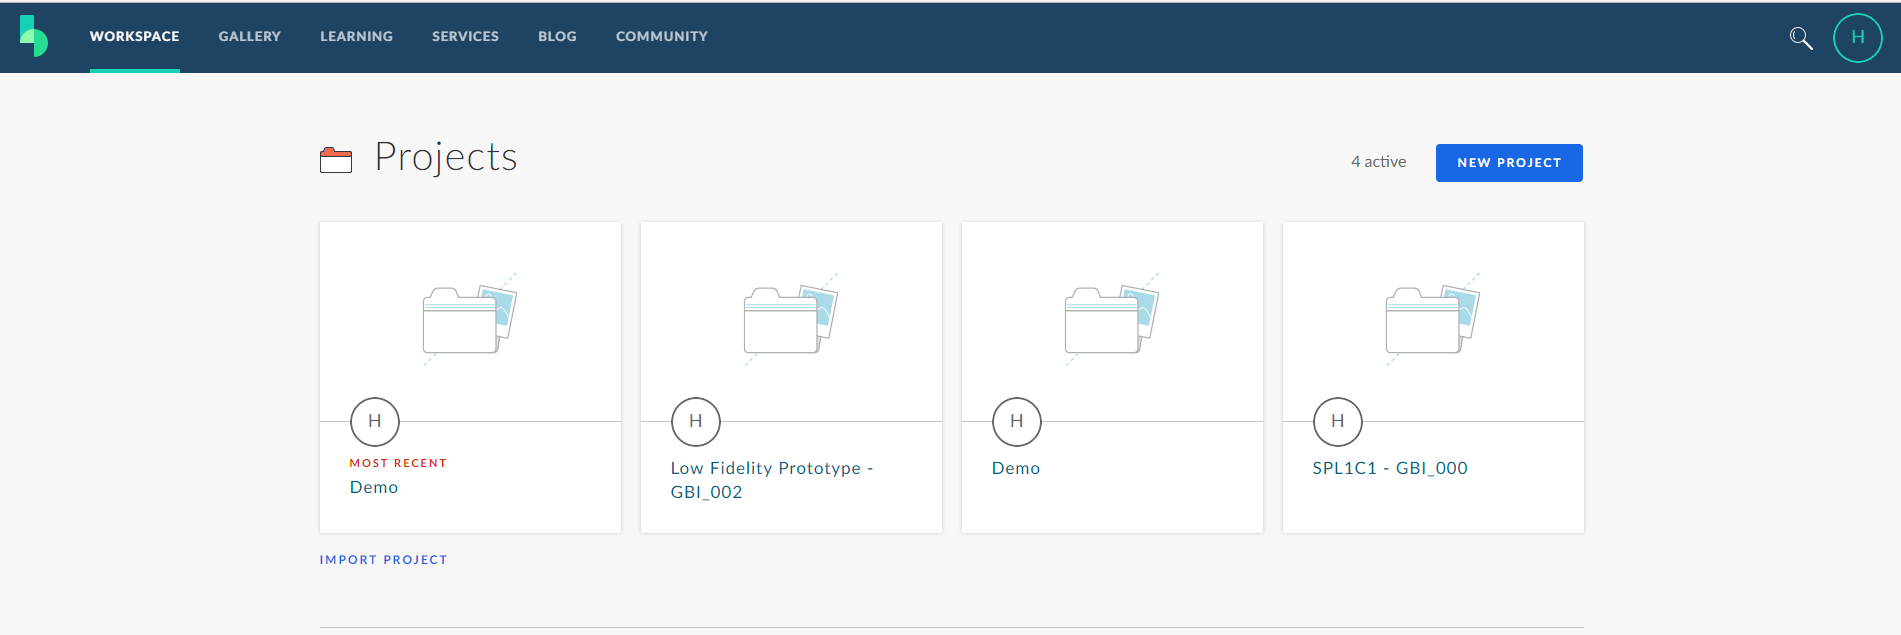 WORKSPACE GALLERY LEARNING SERVICES BLOG COMMUNITY H
Projects 4 active NEW PROJECT
H H H H
MOST RECENT
Demo
Low Fidelity Prototype -
GBI_002
Demo
SPL1C1 - GBI_000
IMPORT PROJECT